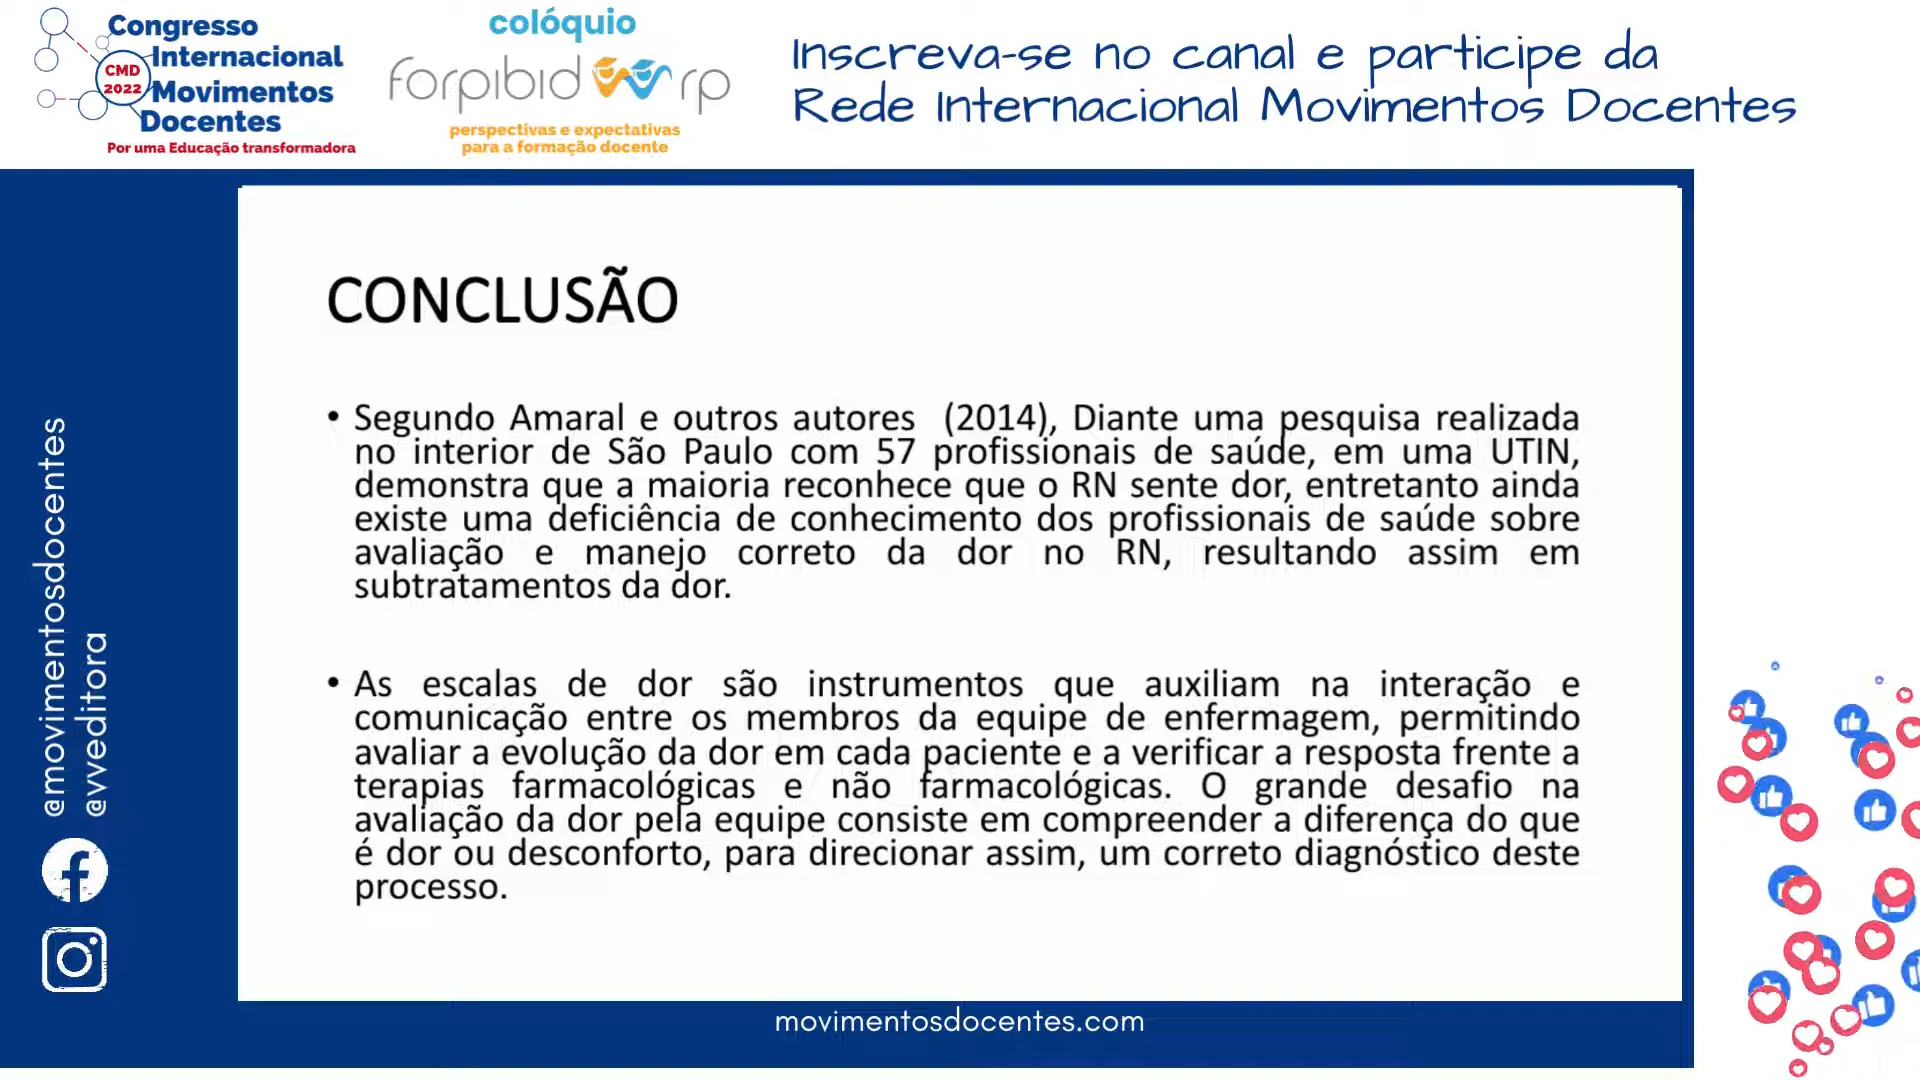 Congresso
Internacional
CMD
2022
Movimentos
Docentes
Por uma Educação transformadora
colóquio
forpibid rp
perspectivas e expectativas
para a formação docente
Inscreva-se no canal e participe da
Rede Internacional Movimentos Docentes
CONCLUSÃO
• Segundo Amaral e outros autores (2014), Diante uma pesquisa realizada
no interior de São Paulo com 57 profissionais de saúde, em uma UTIN,
demonstra que a maioria reconhece que o RN sente dor, entretanto ainda
existe uma deficiência de conhecimento dos profissionais de saúde sobre
avaliação e manejo correto da dor no RN, resultando assim em
subtratamentos da dor.
• As escalas de dor são instrumentos que auxiliam na interação e
comunicação entre os membros da equipe de enfermagem, permitindo
avaliar a evolução da dor em cada paciente e a verificar a resposta frente a
terapias farmacológicas e não farmacológicas. O grande desafio na
avaliação da dor pela equipe consiste em compreender a diferença do que
é dor ou desconforto, para direcionar assim, um correto diagnóstico deste
processo.
@movimentosdocentes
@vveditora
movimentosdocentes.com